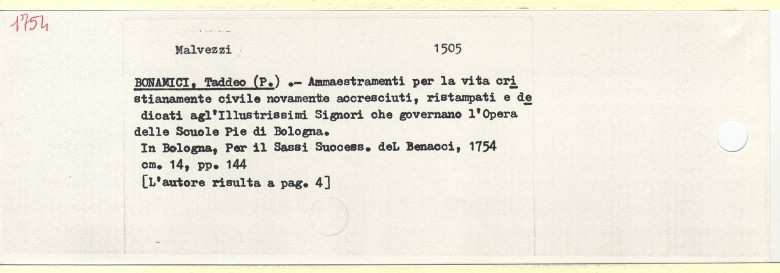 1754
Malvezzi 1505
BONAMICI, Taddeo (P.) .- Ammaestramenti per la vita cri
stianamente civile novamente accresciuti, ristampati e de
dicati agl'Illustrissimi Signori che governano l'Opera
delle Scuole Pie di Bologna.
In Bologna, Per il Sassi Success. deL Benacci, 1754
cm. 14, pp. 144
[L'autore risulta a pag. 4]